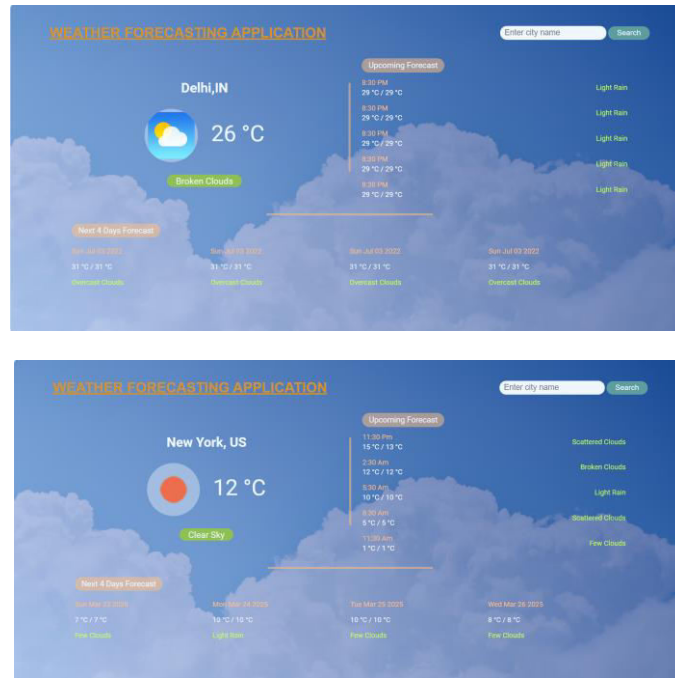 WEATHER FORECASTING APPLICATION
Enter city name Search
Upcoming Forecast
Delhi,IN
26 °C
Broken Clouds
8:30 PM
29 °C / 29 °C Light Rain
8:30 PM
29 °C / 29 °C Light Rain
8:30 PM
29 °C / 29 °C Light Rain
8:30 PM
29 °C / 29 °C Light Rain
8:30 PM
29 °C / 29 °C Light Rain
Next 4 Days Forecast
Sun Jul 03 2022 Sun Jul 03 2022 Sun Jul 03 2022 Sun Jul 03 2022
31 °C / 31 °C 31 °C / 31 °C 31 °C / 31 °C 31 °C / 31 °C
Overcast Clouds Overcast Clouds Overcast Clouds Overcast Clouds
WEATHER FORECASTING APPLICATION
Enter city name Search
Upcoming Forecast
New York, US
12 °C
Clear Sky
11:30 Pm
15 °C / 13 °C Scattered Clouds
2:30 Am
12 °C / 12 °C Broken Clouds
5:30 Am
10 °C / 10 °C Light Rain
8:30 Am
5 °C / 5 °C Scattered Clouds
11:30 Am
1 °C / 1 °C Few Clouds
Next 4 Days Forecast
Sun Mar 23 2025 Mon Mar 24 2025 Tue Mar 25 2025 Wed Mar 26 2025
7 °C / 7 °C 10 °C / 10 °C 10 °C / 10 °C 8 °C / 8 °C
Few Clouds Light Rain Few Clouds Few Clouds